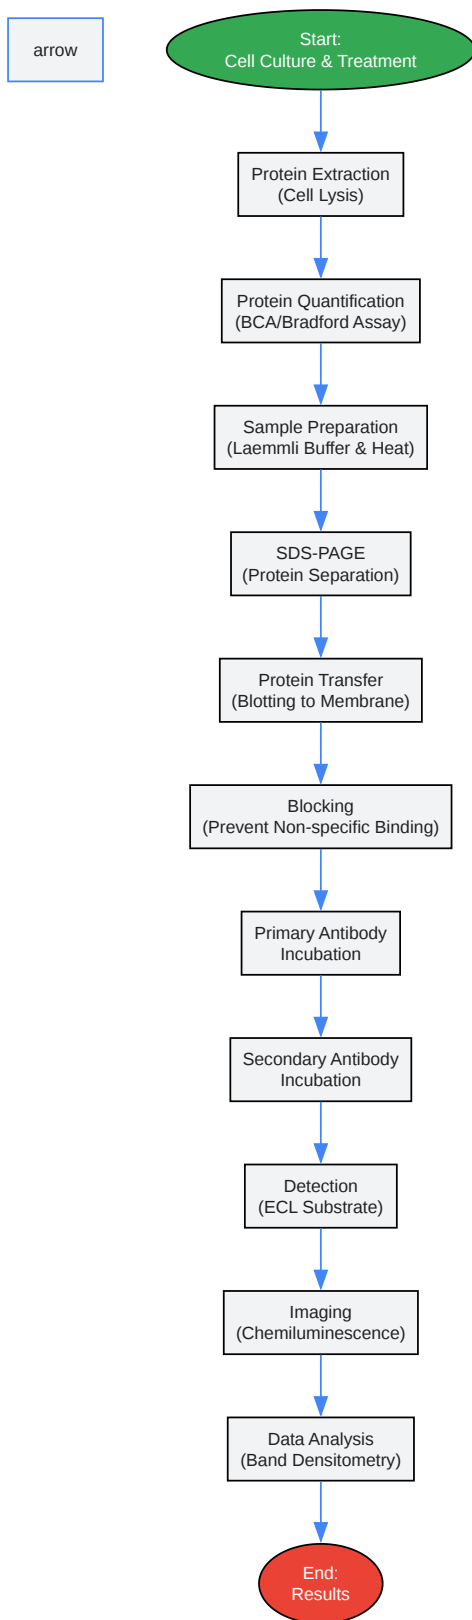 arrow
Start:
Cell Culture & Treatment
Protein Extraction
(Cell Lysis)
Protein Quantification
(BCA/Bradford Assay)
Sample Preparation
(Laemmli Buffer & Heat)
SDS-PAGE
(Protein Separation)
Protein Transfer
(Blotting to Membrane)
Blocking
(Prevent Non-specific Binding)
Primary Antibody
Incubation
Secondary Antibody
Incubation
Detection
(ECL Substrate)
Imaging
(Chemiluminescence)
Data Analysis
(Band Densitometry)
End:
Results